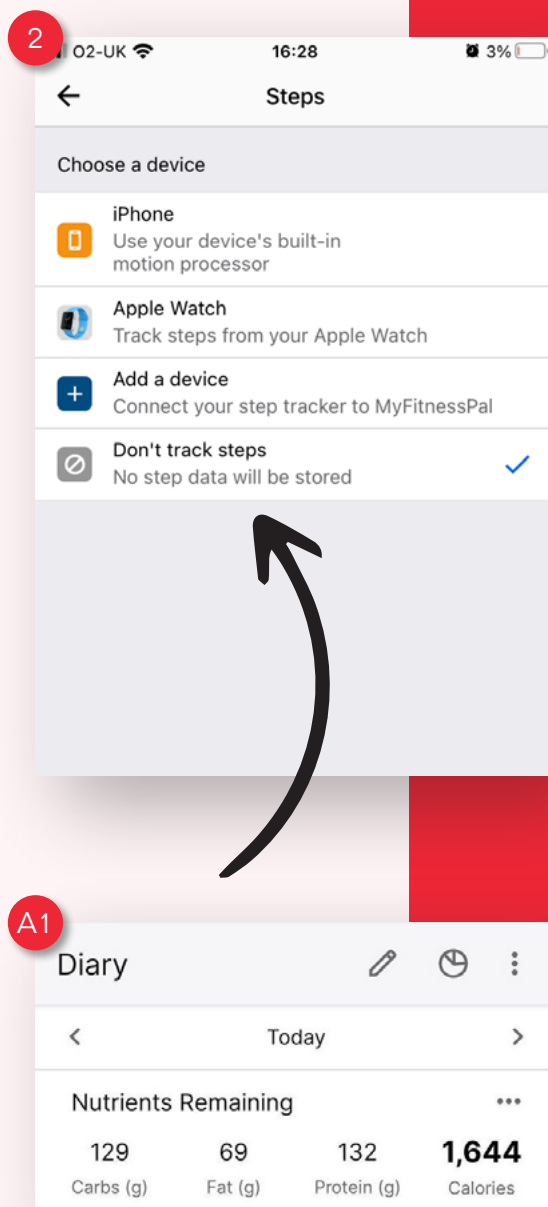 2
O2-UK 16:28 3%
Steps
Choose a device
iPhone
Use your device's built-in
motion processor
Apple Watch
Track steps from your Apple Watch
Add a device
Connect your step tracker to MyFitnessPal
Don't track steps
No step data will be stored
A1
Diary
Today
Nutrients Remaining
129 69 132 1,644
Carbs (g) Fat (g) Protein (g) Calories